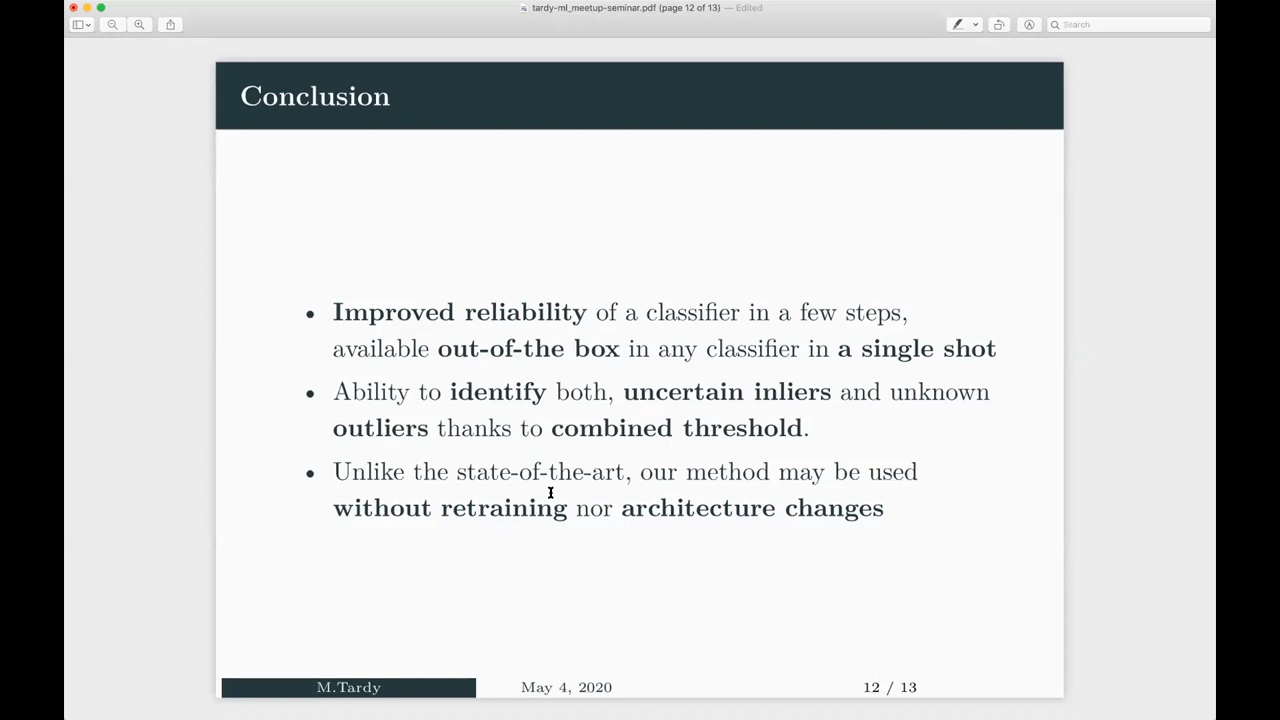 tardy-ml_meetup-seminar.pdf (page 12 of 13) — Edited
Search
Conclusion
• Improved reliability of a classifier in a few steps,
available out-of-the box in any classifier in a single shot
• Ability to identify both, uncertain inliers and unknown
outliers thanks to combined threshold.
• Unlike the state-of-the-art, our method may be used
without retraining nor architecture changes
M.Tardy May 4, 2020 12 / 13